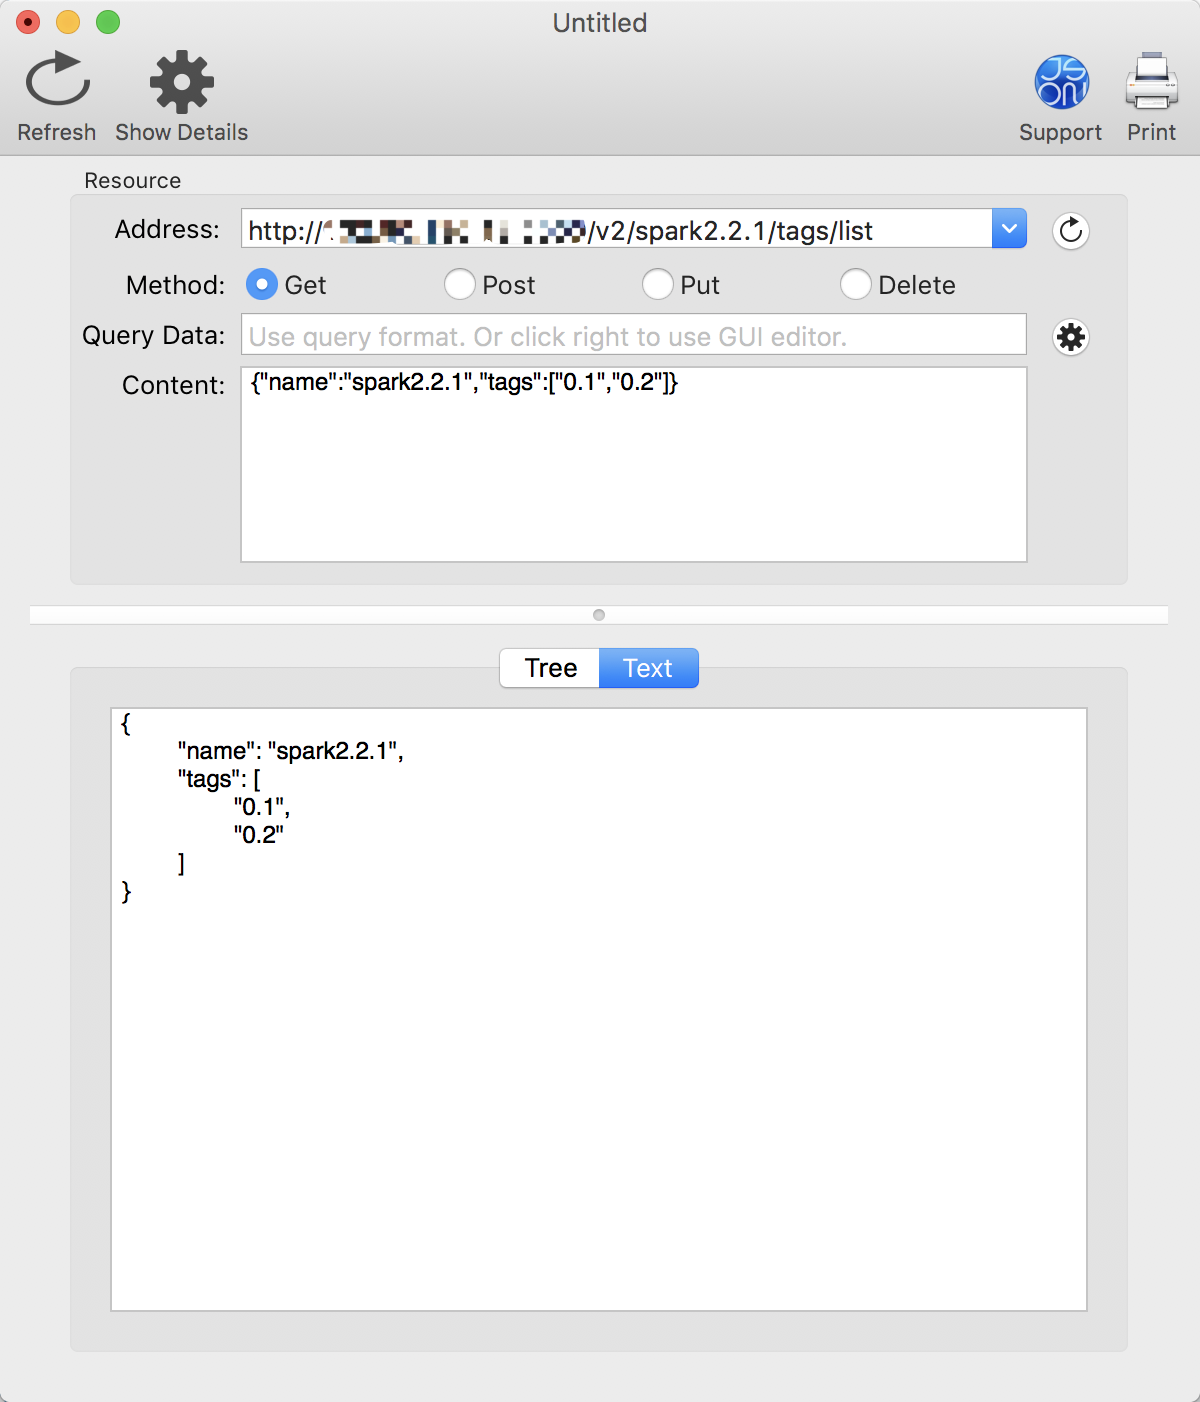 Untitled
Refresh
Show Details
JSON
Support
Print
Resource
Address:
http://
/v2/spark2.2.1/tags/list
Method:
Get
Post
Put
Delete
Query Data:
Use query format. Or click right to use GUI editor.
Content:
{"name":"spark2.2.1","tags":["0.1","0.2"]}
Tree
Text
{
"name": "spark2.2.1",
"tags": [
"0.1",
"0.2"
]
}